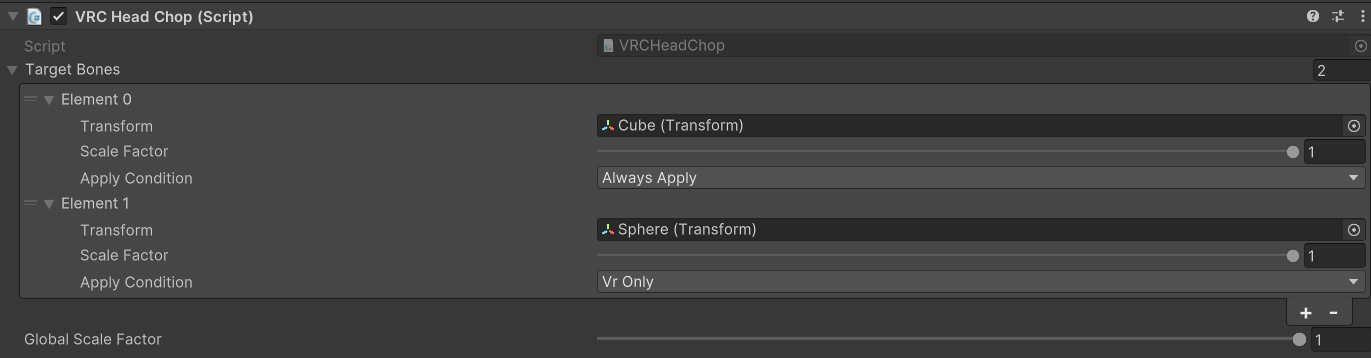 VRC Head Chop (Script)
Script VRCHeadChop
Target Bones 2
Element 0
Transform Cube (Transform)
Scale Factor 1
Apply Condition Always Apply
Element 1
Transform Sphere (Transform)
Scale Factor 1
Apply Condition Vr Only
+ -
Global Scale Factor 1